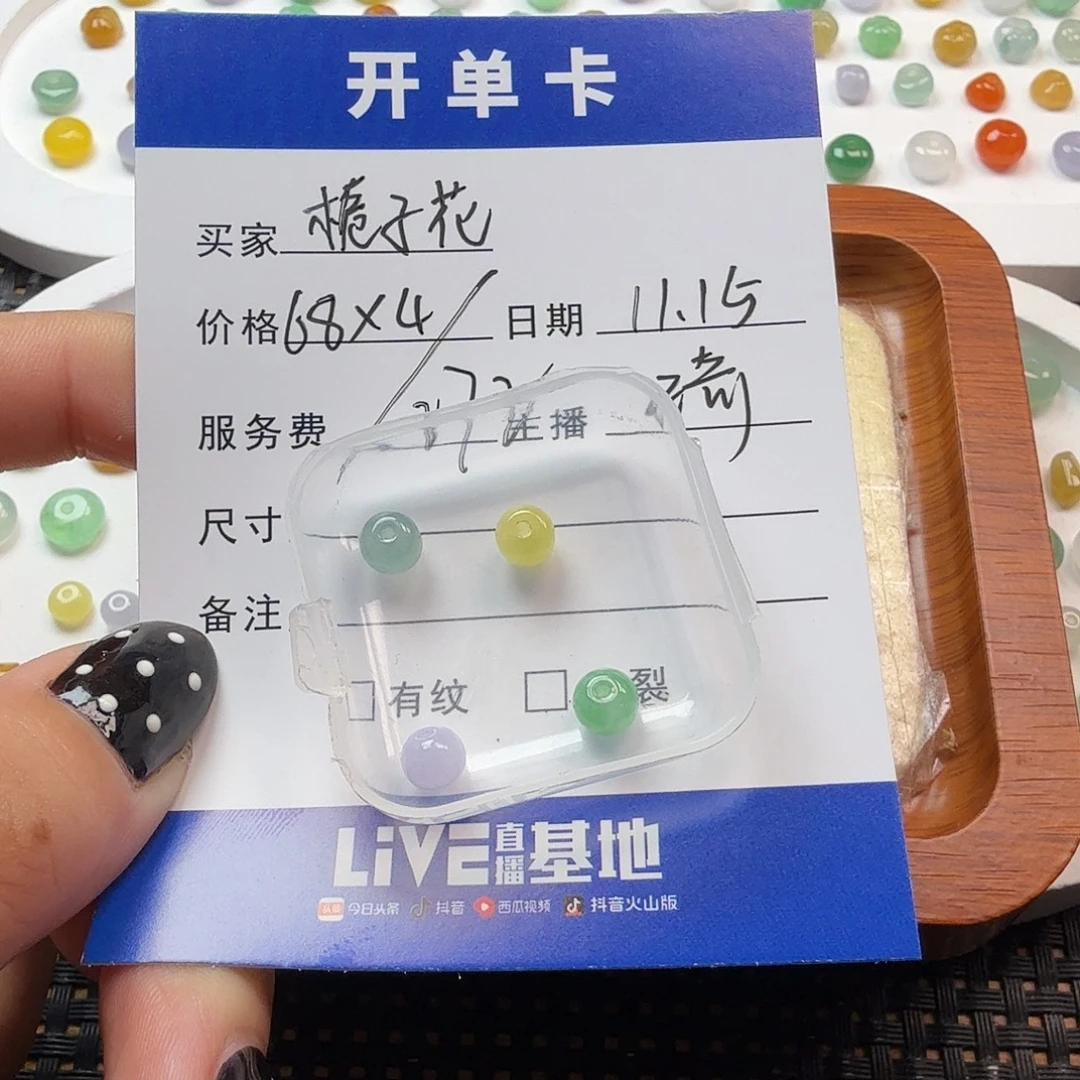 开单卡
买家 栀子花
价格 68×4 日期 11.15
服务费 主播
尺寸
备注
有纹 裂
LiVE直播基地
头条 今日头条 抖音 西瓜视频 抖音火山版